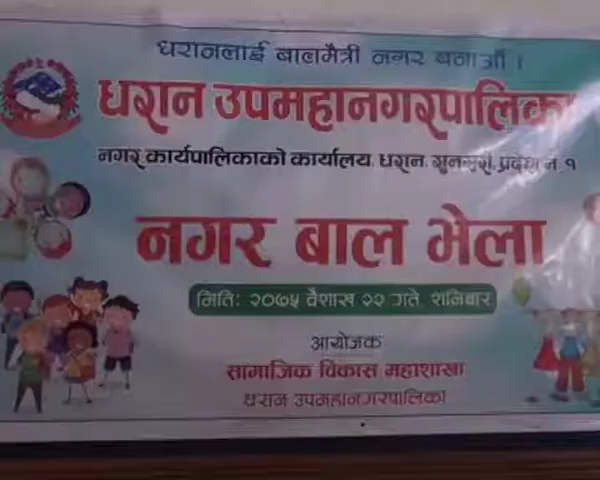 धरानलाई बालमैत्री नगर बनाऔं ।
धरान उपमहानगरपालिका
नगर कार्यपालिकाको कार्यालय, धरान, सुनसरी, प्रदेश नं. १
नगर बाल भेला
मिति: २०७५ वैशाख २२ गते, शनिबार
आयोजक
सामाजिक विकास महाशाखा
धरान उपमहानगरपालिका